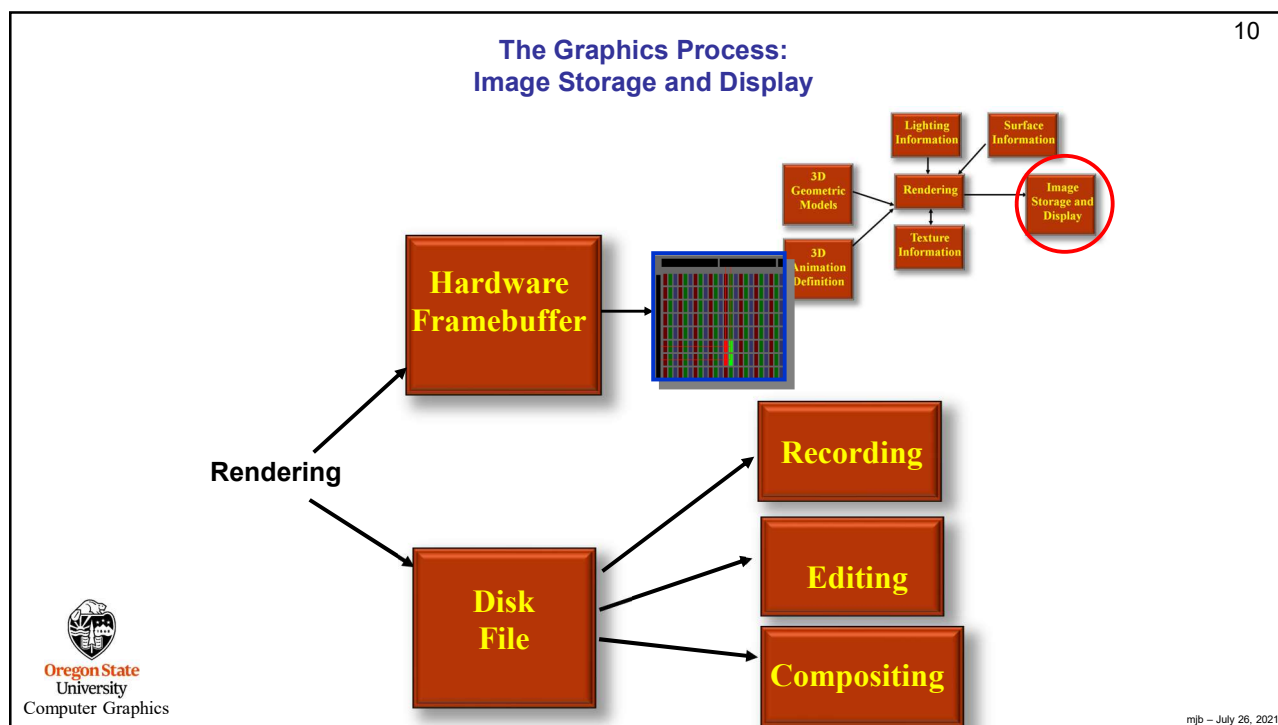 10
The Graphics Process:
Image Storage and Display
Lighting
Information
Surface
Information
3D
Geometric
Models
Rendering
Image
Storage and
Display
Texture
Information
3D
Animation
Definition
Hardware
Framebuffer
Rendering
Recording
Disk
File
Editing
Compositing
Oregon State
University
Computer Graphics
mjb – July 26, 2021